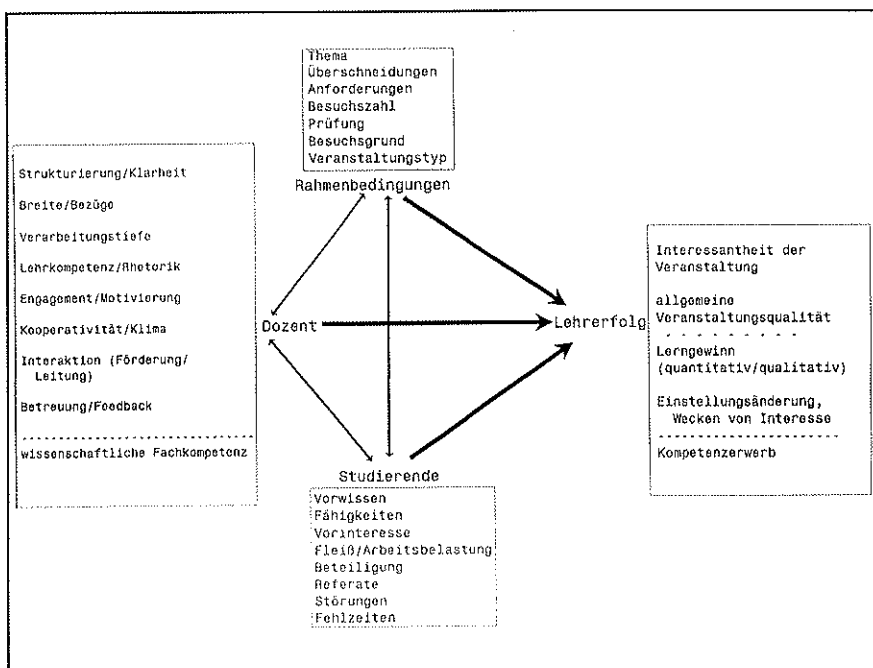 Thema
Überschneidungen
Anforderungen
Besuchszahl
Prüfung
Besuchsgrund
Veranstaltungstyp
Rahmenbedingungen
Strukturierung/Klarheit
Breite/Bezüge
Verarbeitungstiefe
Lehrkompetenz/Rhetorik
Engagement/Motivierung
Kooperativität/Klima
Interaktion (Förderung/
Leitung)
Betreuung/Feedback
wissenschaftliche Fachkompetenz
Dozent
Lehrerfolg
Interessantheit der
Veranstaltung
allgemeine
Veranstaltungsqualität
Lerngewinn
(quantitativ/qualitativ)
Einstellungsänderung,
Wecken von Interesse
Kompetenzerwerb
Studierende
Vorwissen
Fähigkeiten
Vorinteresse
Fleiß/Arbeitsbelastung
Beteiligung
Referate
Störungen
Fehlzeiten